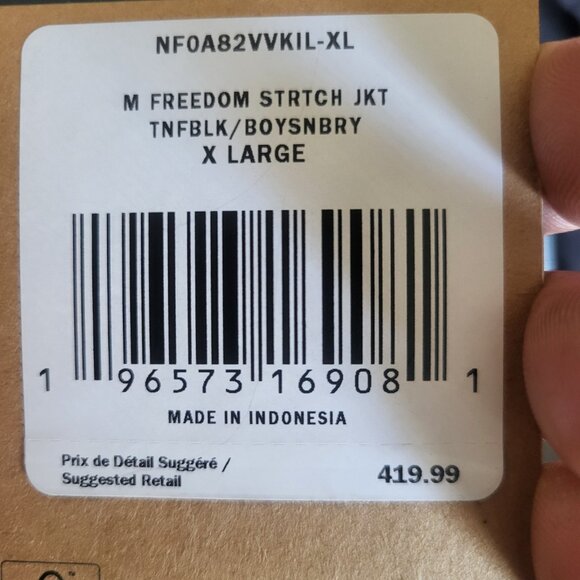 NF0A82VVKIL-XL
M FREEDOM STRTCH JKT
TNFBLK/BOYSNBRY
X LARGE
1 96573 16908 1
MADE IN INDONESIA
Prix de Détail Suggéré /
Suggested Retail 419.99